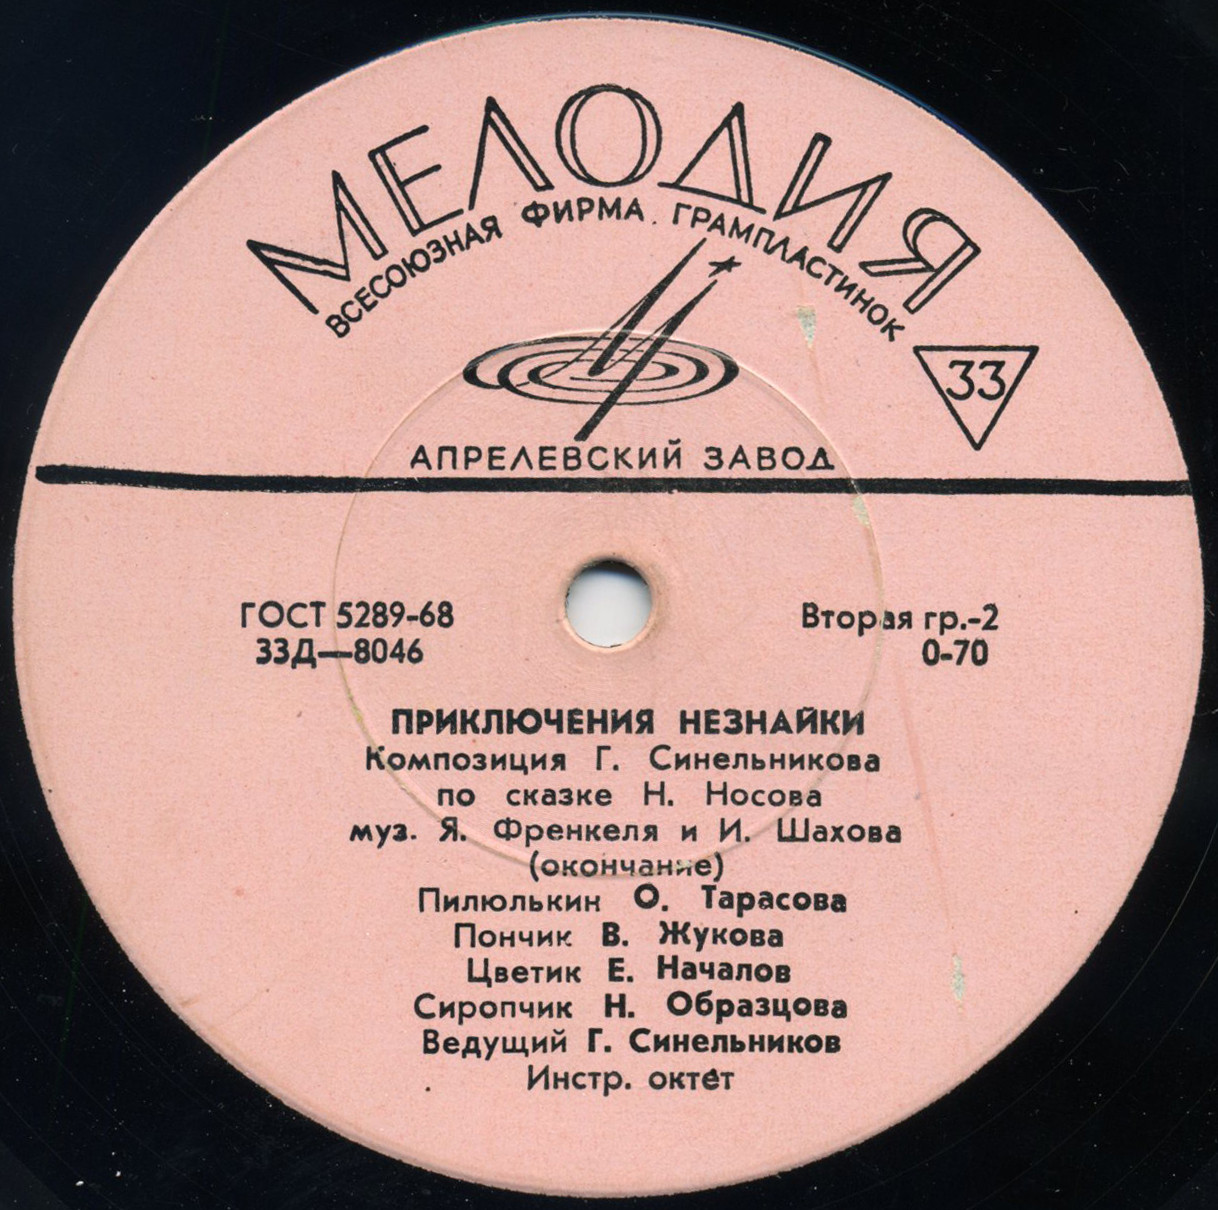 МЕЛОДИЯ
ВСЕСОЮЗНАЯ ФИРМА ГРАМПЛАСТИНОК
33
АПРЕЛЕВСКИЙ ЗАВОД
ГОСТ 5289-68
Вторая гр.-2
33Д—8046
0-70
ПРИКЛЮЧЕНИЯ НЕЗНАЙКИ
Композиция Г. Синельникова
по сказке Н. Носова
муз. Я. Френкеля и И. Шахова
(окончание)
Пилюлькин О. Тарасова
Пончик В. Жукова
Цветик Е. Началов
Сиропчик Н. Образцова
Ведущий Г. Синельников
Инстр. октет